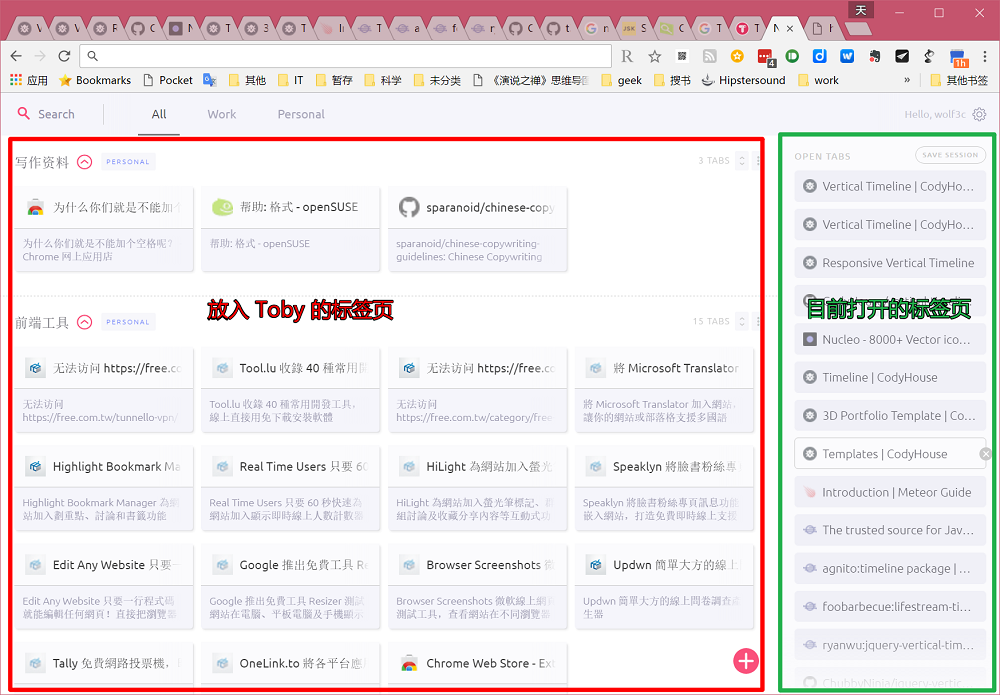 天
应用 Bookmarks Pocket 其他 IT 暂存 科学 未分类 《演说之禅》思维导图 geek 搜书 Hipstersound work » 其他书签
Search All Work Personal Hello, wolf3c
写作资料 PERSONAL 3 TABS
为什么你们就是不能加个空格
为什么你们就是不能加个空格呢?
Chrome 网上应用店
帮助: 格式 - openSUSE
帮助: 格式 - openSUSE
sparanoid/chinese-copy
sparanoid/chinese-copywriting-
guidelines: Chinese Copywriting
放入 Toby 的标签页
前端工具 PERSONAL 15 TABS
无法访问 https://free.cc
无法访问
https://free.com.tw/tunnello-vpn/
Tool.lu 收錄 40 種常用開
Tool.lu 收錄 40 種常用開發工具,
線上直接用免下載安裝軟體
无法访问 https://free.cc
无法访问
https://free.com.tw/category/free
將 Microsoft Translator
將 Microsoft Translator 加入網站,
讓你的網站或部落格支援多國語
Highlight Bookmark Ma
Highlight Bookmark Manager 為網
站加入劃重點、討論和書籤功能
Real Time Users 只要 60
Real Time Users 只要 60 秒快速為
網站加入顯示即時線上人數計數器
HiLight 為網站加入螢光
HiLight 為網站加入螢光筆標記、群
組討論及收藏分享內容等互動式功
Speaklyn 將臉書粉絲專
Speaklyn 將臉書粉絲專頁訊息功能
嵌入網站，打造免費即時線上支援
Edit Any Website 只要一
Edit Any Website 只要一行程式碼
就能編輯任何網頁！直接把瀏覽
Google 推出免費工具 Re
Google 推出免費工具 Resizer 測試
網站在電腦、平板電腦及手機顯示
Browser Screenshots 微
Browser Screenshots 微軟線上網
測試工具，查看網站在不同瀏覽器
Updwn 簡單大方的線上
Updwn 簡單大方的線上問卷調查產
生器
Tally 免費網路投票機，
OneLink.to 將各平台應
Chrome Web Store - Ext
OPEN TABS SAVE SESSION
Vertical Timeline | CodyHo...
Vertical Timeline | CodyHo...
Responsive Vertical Timeline
目前打开的标签页
Nucleo - 8000+ Vector ico...
Timeline | CodyHouse
3D Portfolio Template | Co...
Templates | CodyHouse
Introduction | Meteor Guide
The trusted source for Jav...
agnito:timeline package | ...
foobarbecue:lifestream-ti...
ryanwu:jquery-vertical-tim...
ChubbyNinja/jquery-vertic...